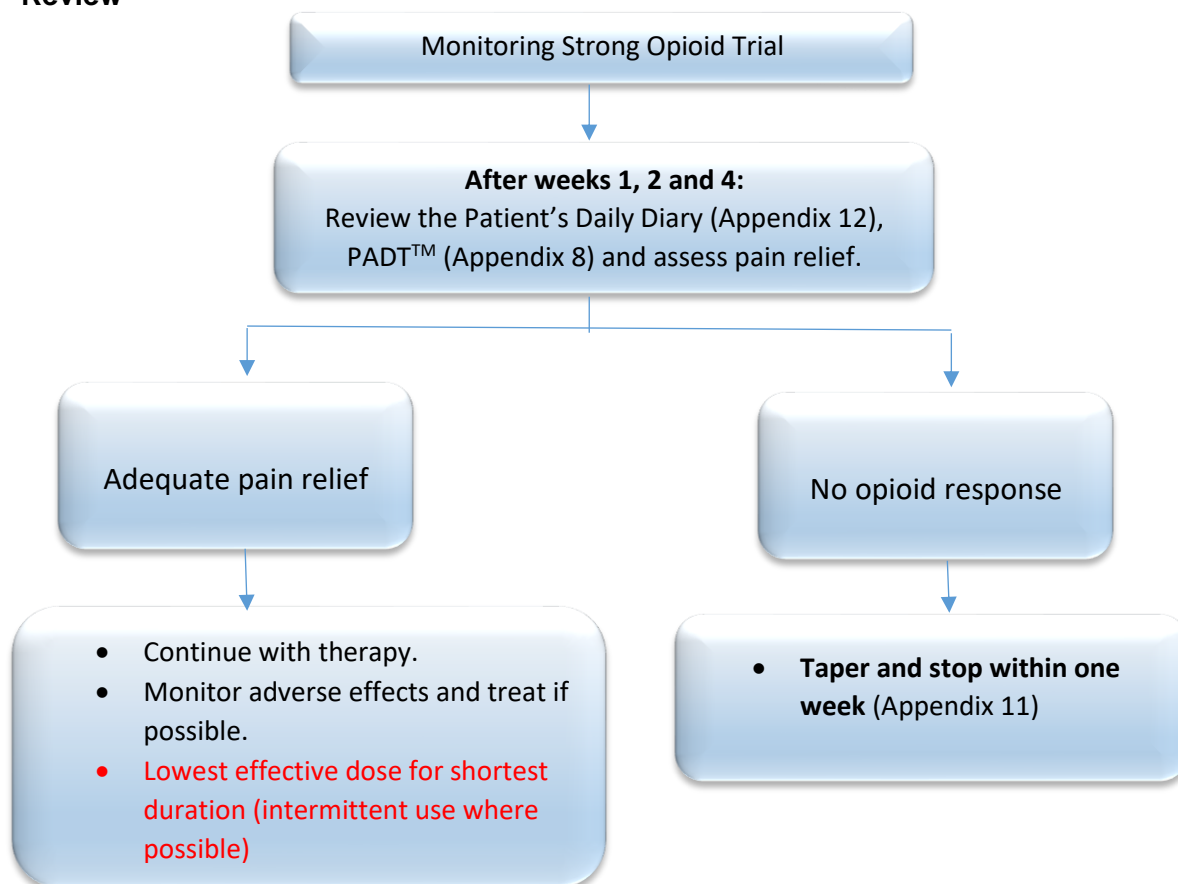 Review
Monitoring Strong Opioid Trial
After weeks 1, 2 and 4:
Review the Patient’s Daily Diary (Appendix 12),
PADT™ (Appendix 8) and assess pain relief.
Adequate pain relief
No opioid response
• Continue with therapy.
• Monitor adverse effects and treat if
possible.
• Lowest effective dose for shortest
duration (intermittent use where
possible)
• Taper and stop within one
week (Appendix 11)